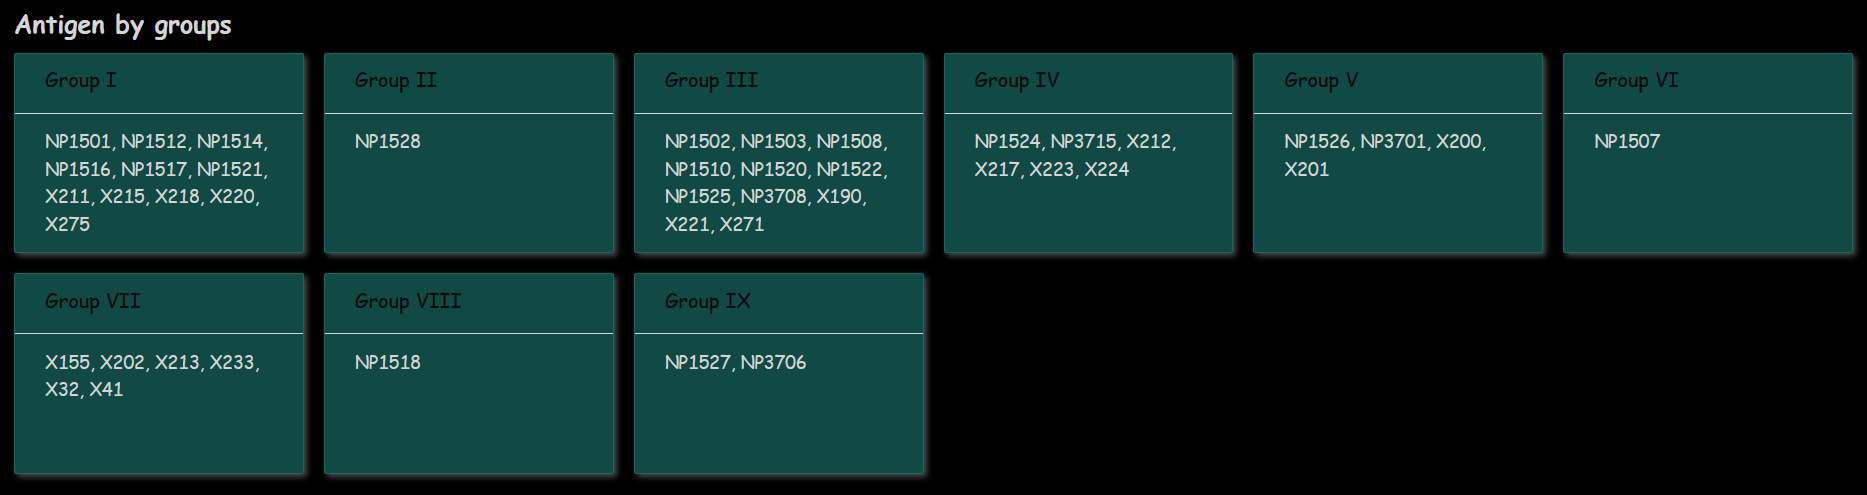 Antigen by groups
Group I
NP1501, NP1512, NP1514,
NP1516, NP1517, NP1521,
X211, X215, X218, X220,
X275
Group II
NP1528
Group III
NP1502, NP1503, NP1508,
NP1510, NP1520, NP1522,
NP1525, NP3708, X190,
X221, X271
Group IV
NP1524, NP3715, X212,
X217, X223, X224
Group V
NP1526, NP3701, X200,
X201
Group VI
NP1507
Group VII
X155, X202, X213, X233,
X32, X41
Group VIII
NP1518
Group IX
NP1527, NP3706